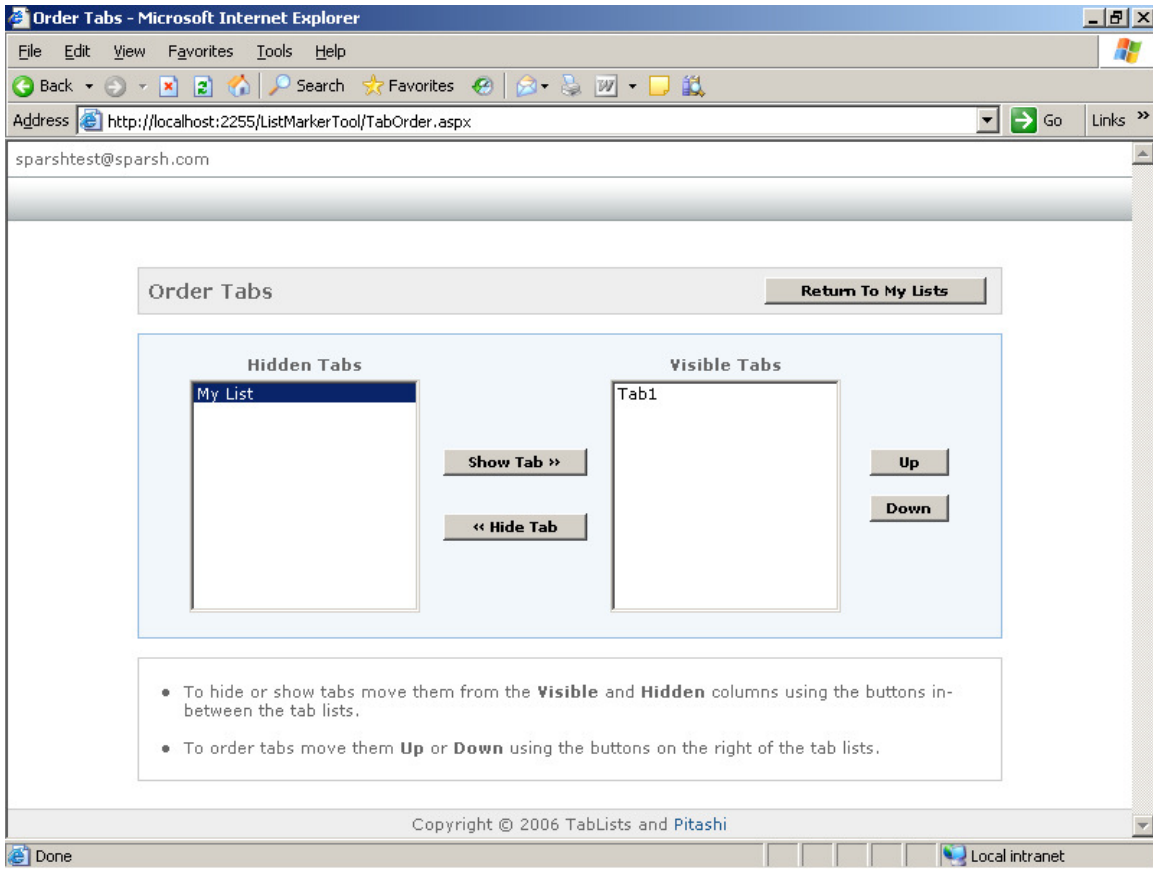 Order Tabs - Microsoft Internet Explorer
File Edit View Favorites Tools Help
Back Search Favorites
Address http://localhost:2255/ListMarkerTool/TabOrder.aspx Go Links »
sparshtest@sparsh.com
Order Tabs Return To My Lists
Hidden Tabs Visible Tabs
My List Tab1
Show Tab »
Up
Down
« Hide Tab
• To hide or show tabs move them from the Visible and Hidden columns using the buttons in-
between the tab lists.
• To order tabs move them Up or Down using the buttons on the right of the tab lists.
Copyright © 2006 TabLists and Pitashi
Done Local intranet